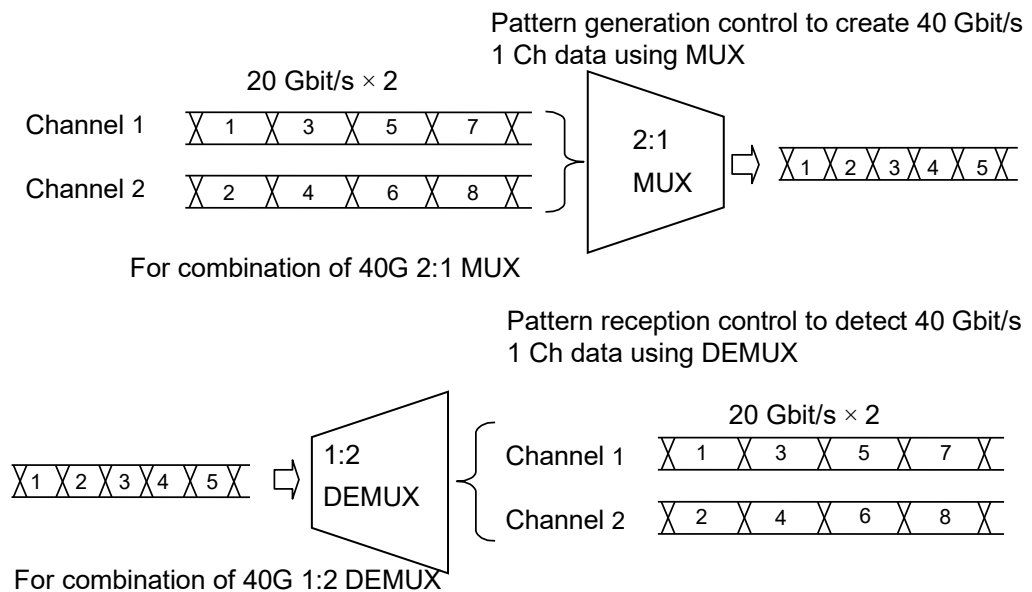 Pattern generation control to create 40 Gbit/s
1 Ch data using MUX
20 Gbit/s × 2
Channel 1
1 3 5 7
2:1
MUX
1 2 3 4 5
Channel 2
2 4 6 8
For combination of 40G 2:1 MUX
Pattern reception control to detect 40 Gbit/s
1 Ch data using DEMUX
20 Gbit/s × 2
1:2
DEMUX
Channel 1
1 3 5 7
1 2 3 4 5
Channel 2
2 4 6 8
For combination of 40G 1:2 DEMUX